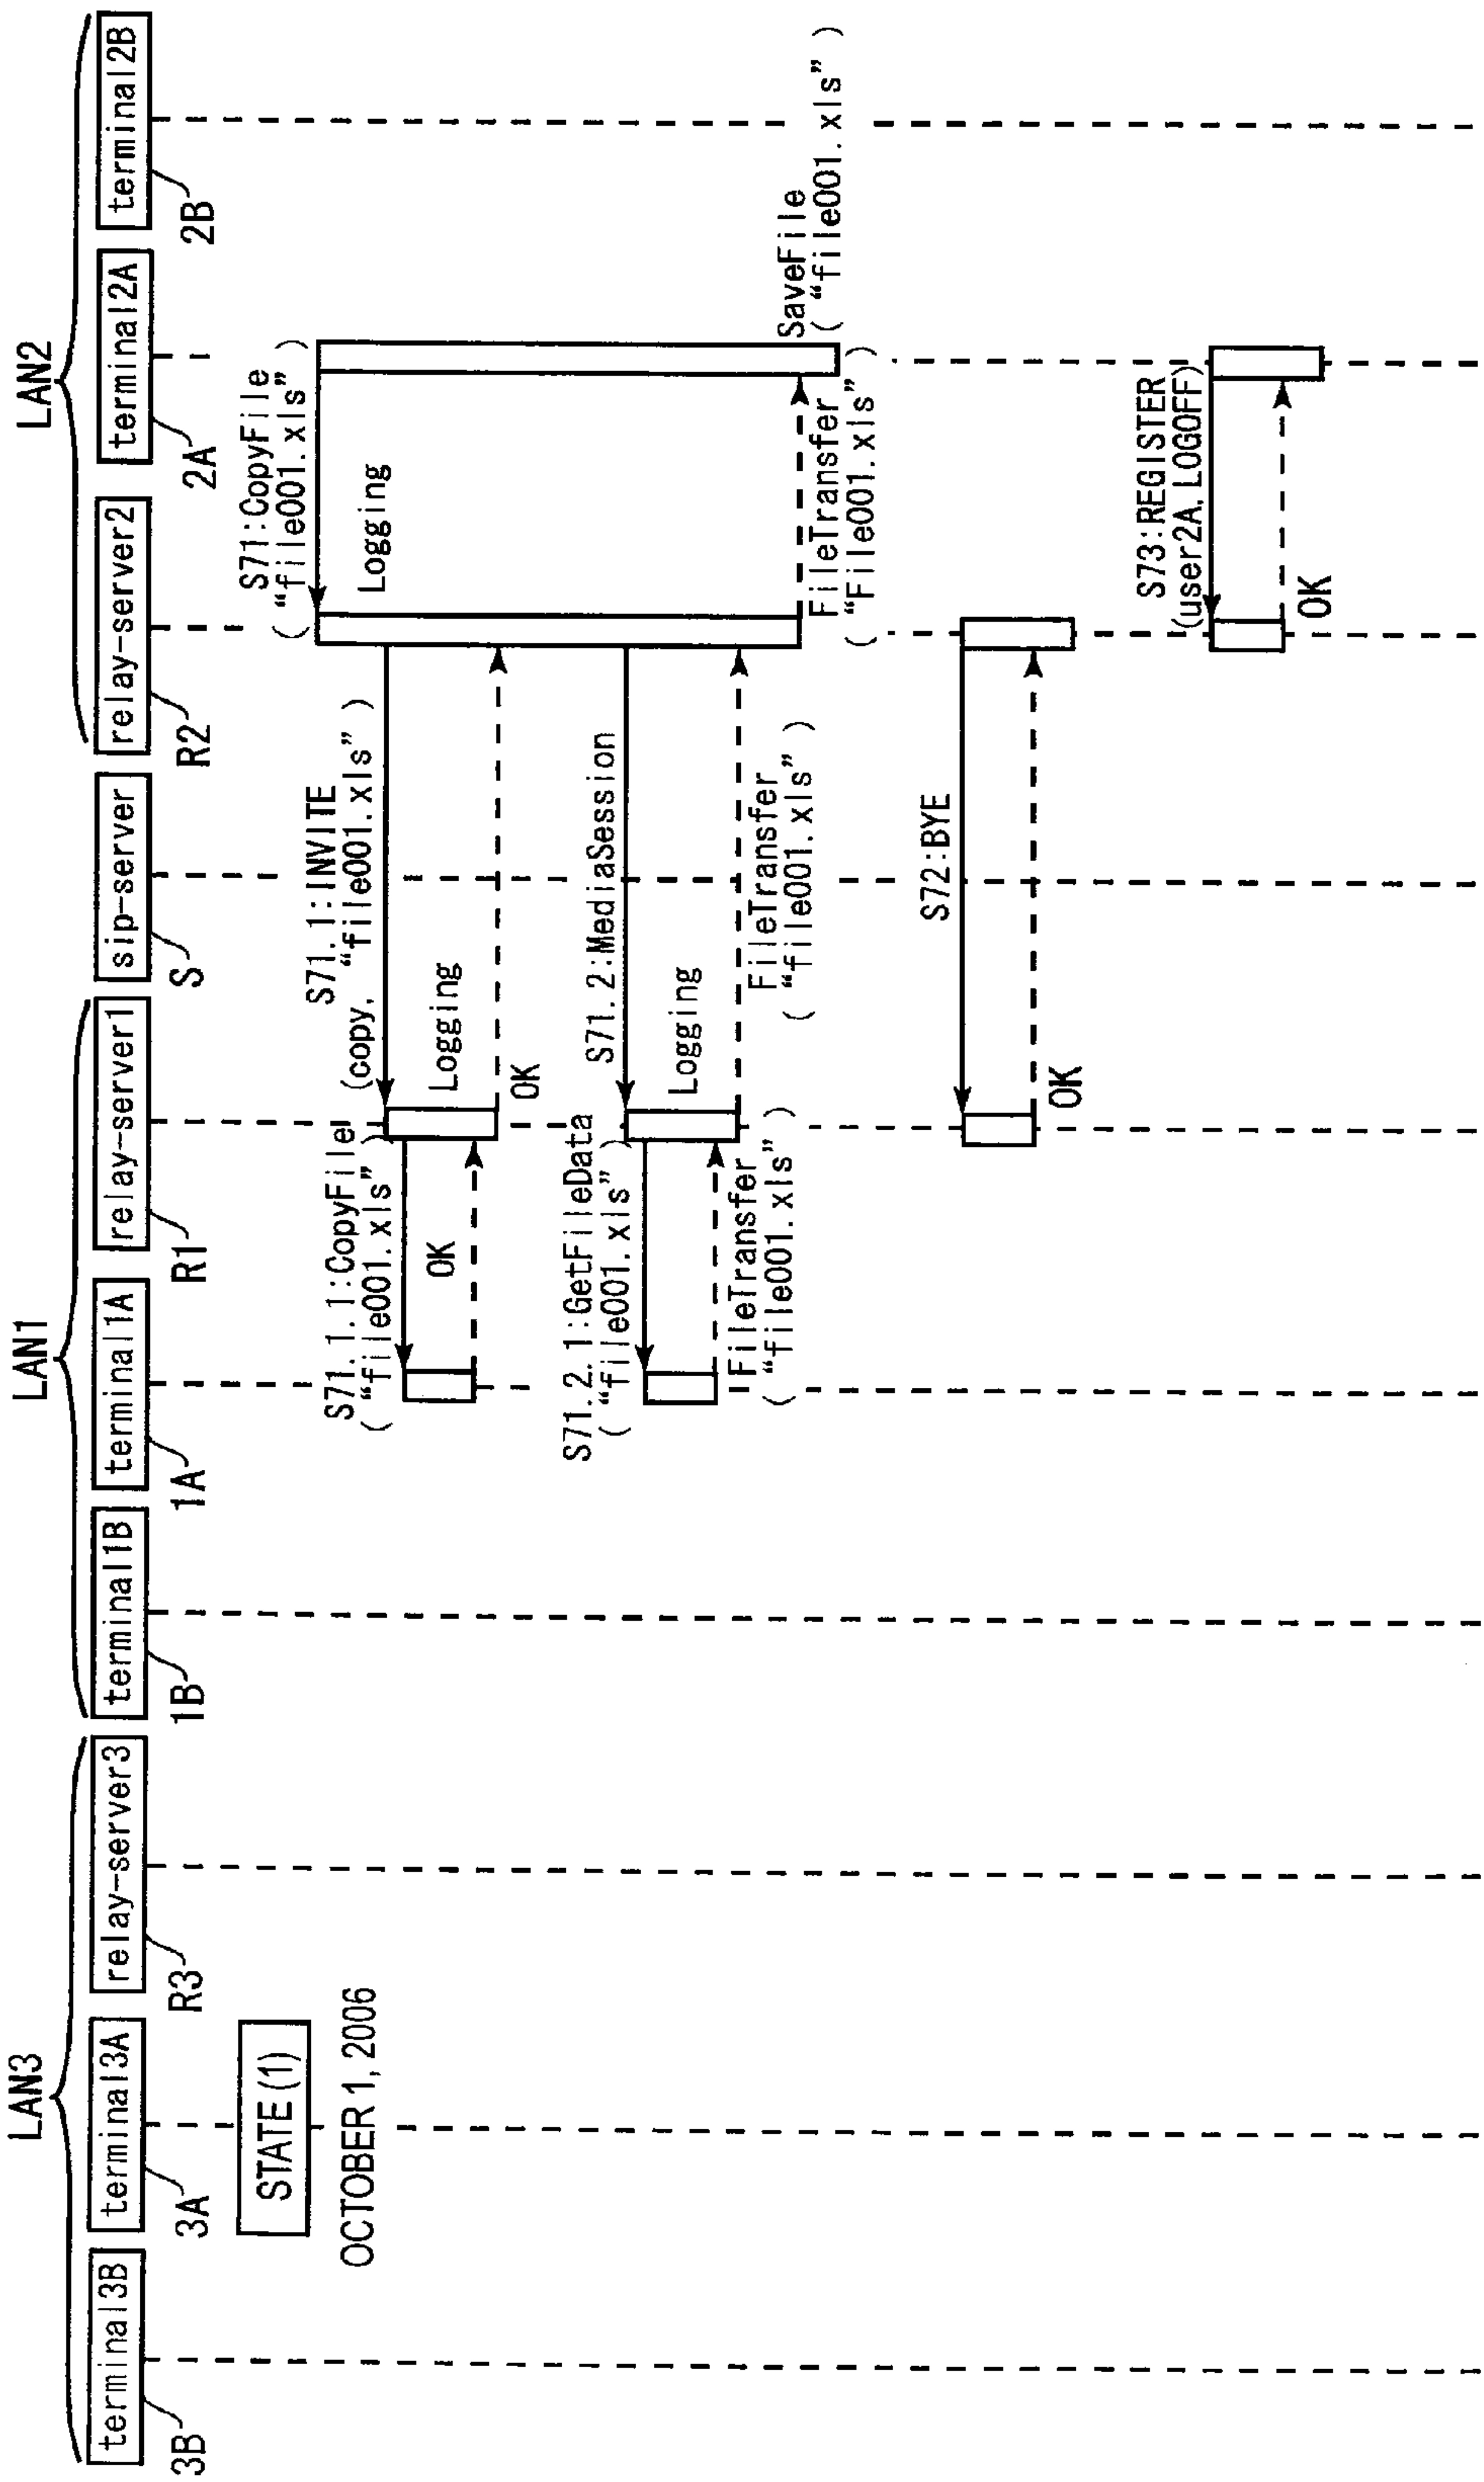 LAN3
LAN1
LAN2
terminal3B
terminal3A
relay-server3
terminal1B
terminal1A
relay-server1
sip-server
relay-server2
terminal2A
terminal2B
3B
3A
R3
1B
1A
R1
S
R2
2A
2B
STATE (1)
OCTOBER 1, 2006
S71:CopyFile
( “file001.xls” )
Logging
S71.1:INVITE
(copy, “file001.xls” )
S71.1.1:CopyFile
( “file001.xls” )
Logging
OK
OK
S71.2:MediaSession
S71.2.1:GetFileData
( “file001.xls” )
Logging
FileTransfer
( “file001.xls” )
FileTransfer
( “file001.xls” )
FileTransfer
( “File001.xls” )
SaveFile
( “file001.xls” )
S72:BYE
OK
S73:REGISTER
(user2A, LOGOFF)
OK